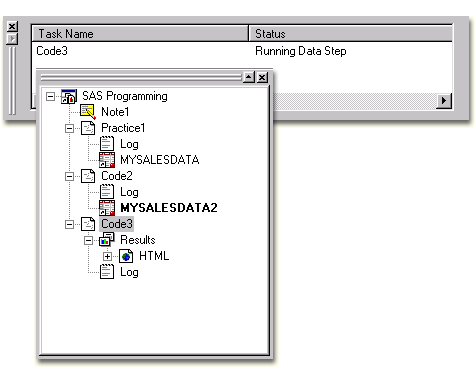 Task Name Status
Code3 Running Data Step
SAS Programming
Note1
Practice1
Log
MYSALESDATA
Code2
Log
MYSALESDATA2
Code3
Results
HTML
Log